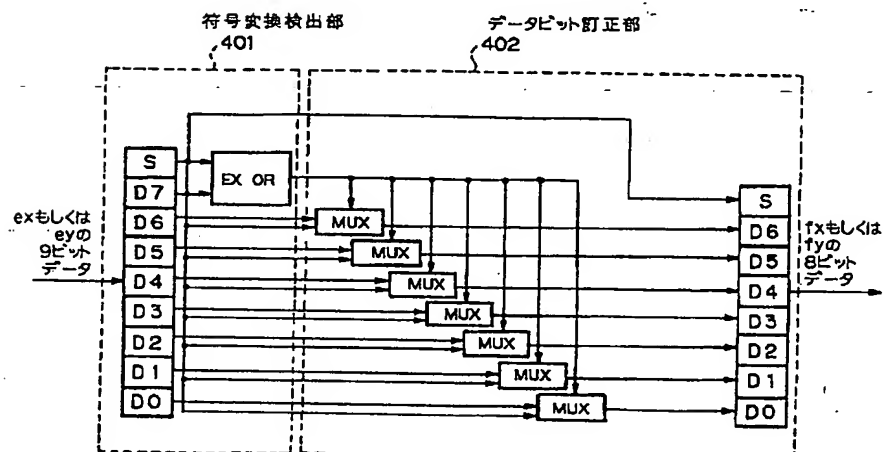 符号変換検出部
401
データビット訂正部
402
exもしくは
eyの
9ビット
データ
S
D7
D6
D5
D4
D3
D2
D1
D0
EX OR
MUX
MUX
MUX
MUX
MUX
MUX
MUX
S
D6
D5
D4
D3
D2
D1
D0
fxもしくは
fyの
8ビット
データ